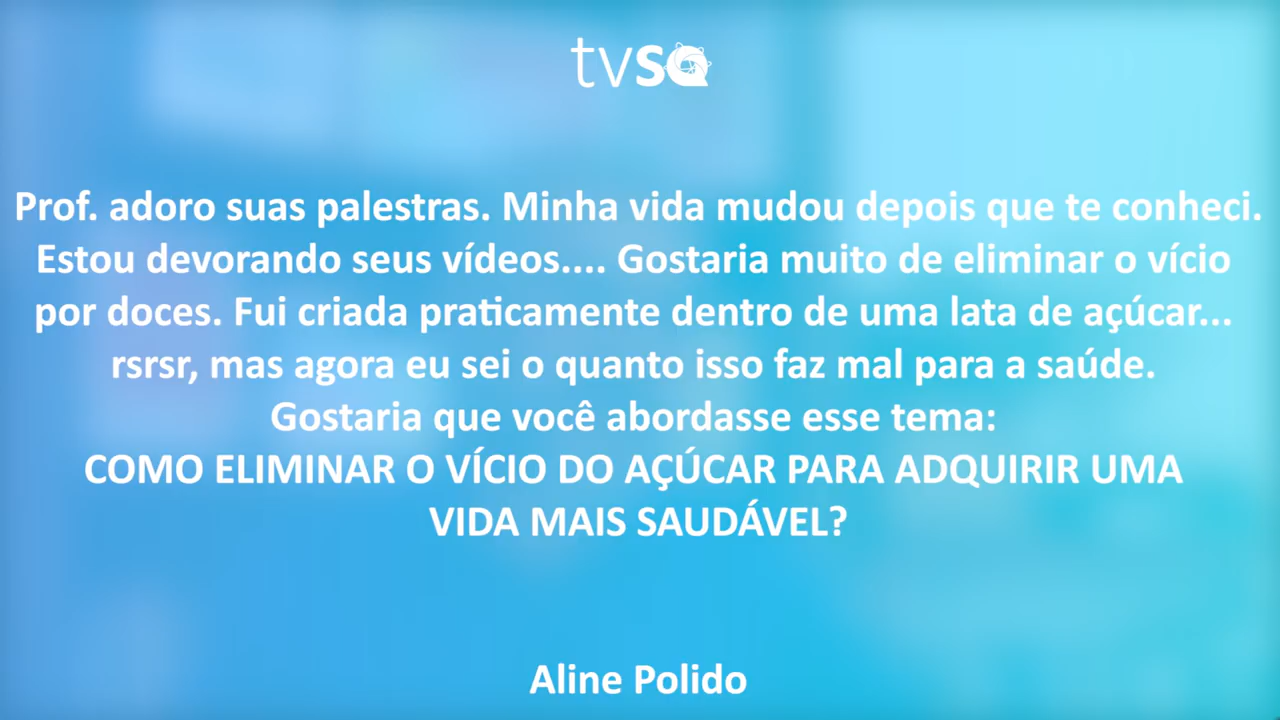 tvsa
Prof. adoro suas palestras. Minha vida mudou depois que te conheci.
Estou devorando seus vídeos.... Gostaria muito de eliminar o vício
por doces. Fui criada praticamente dentro de uma lata de açúcar...
rsrsr, mas agora eu sei o quanto isso faz mal para a saúde.
Gostaria que você abordasse esse tema:
COMO ELIMINAR O VÍCIO DO AÇÚCAR PARA ADQUIRIR UMA
VIDA MAIS SAUDÁVEL?
Aline Polido